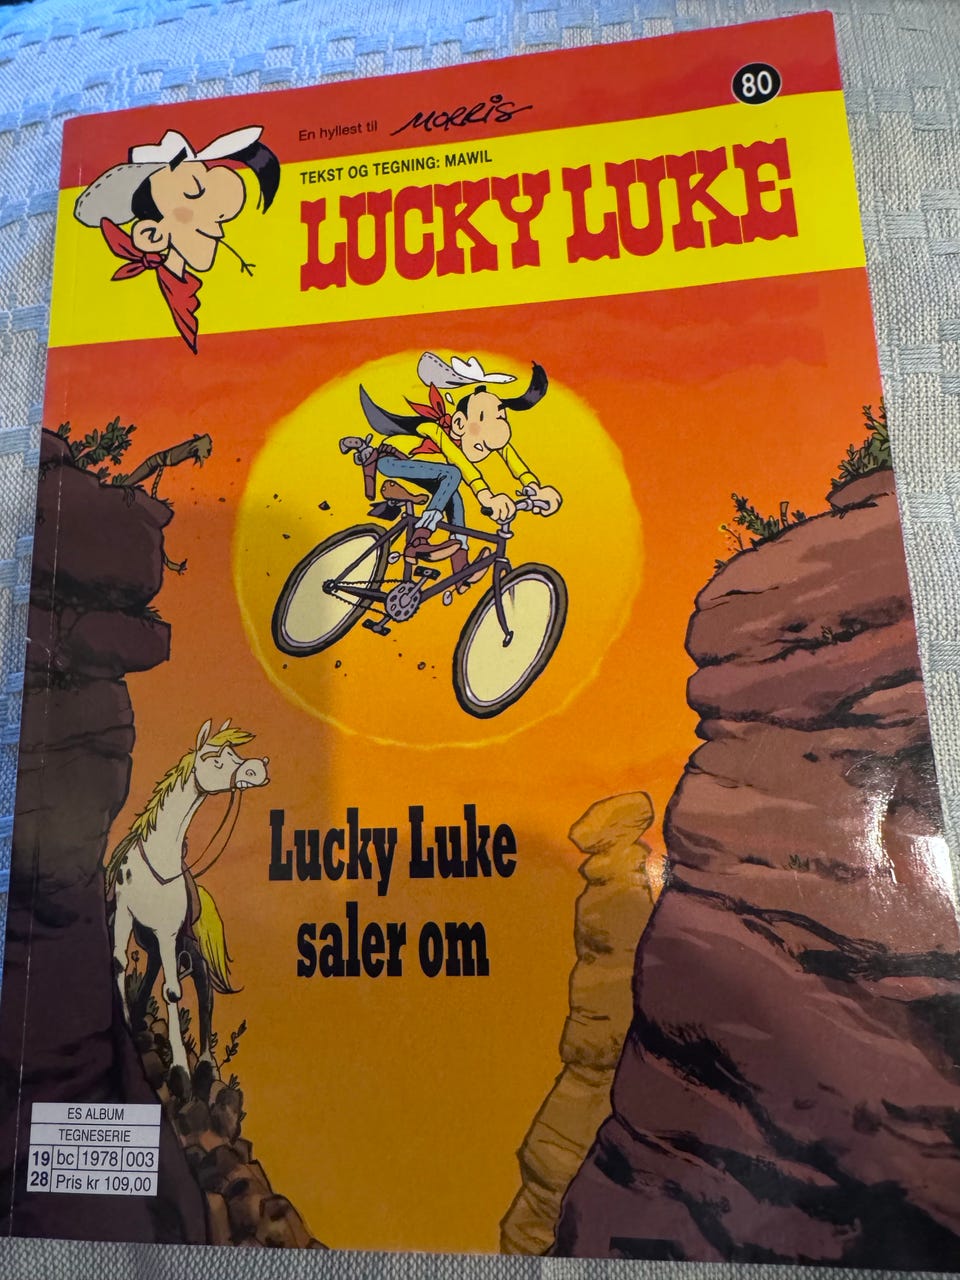 80
En hyllest til MORRIS
TEKST OG TEGNING: MAWIL
LUCKY LUKE
Lucky Luke
saler om
ES ALBUM
TEGNESERIE
19 bc 1978 003
28 Pris kr 109,00